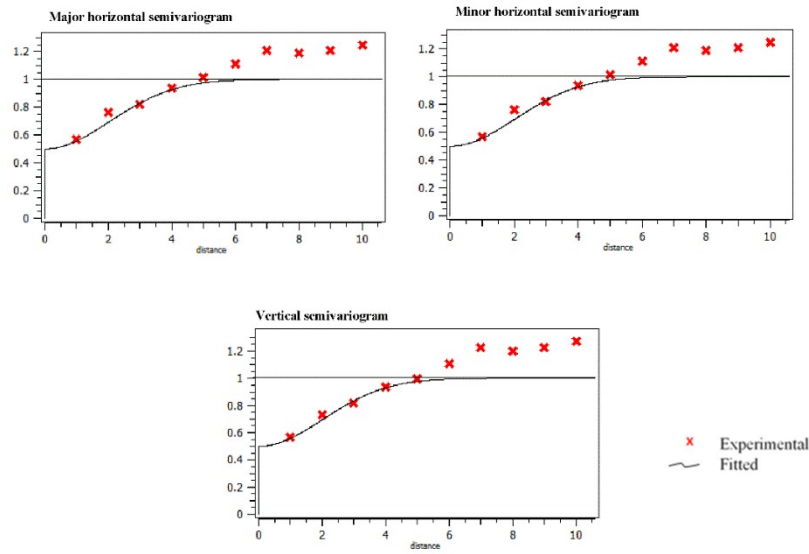 Major horizontal semivariogram
1.2
1
0.8
0.6
0.4
0.2
0
0 2 4 6 8 10
distance
Minor horizontal semivariogram
1.2
1
0.8
0.6
0.4
0.2
0
0 2 4 6 8 10
distance
Vertical semivariogram
1.2
1
0.8
0.6
0.4
0.2
0
0 2 4 6 8 10
distance
Experimental
Fitted